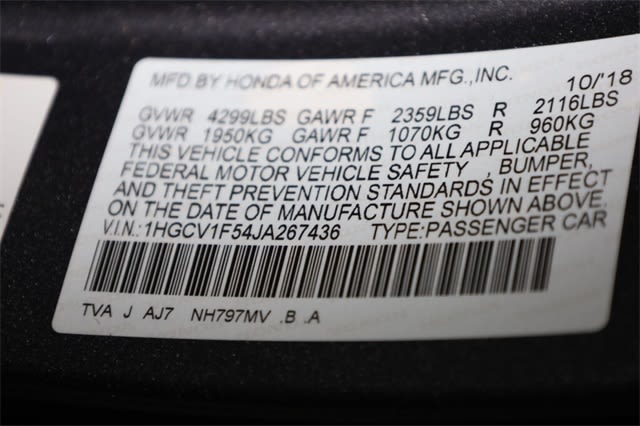 MFD.BY HONDA OF AMERICA MFG.,INC. 10/'18
GVWR 4299LBS GAWR F 2359LBS R 2116LBS
GVWR 1950KG GAWR F 1070KG R 960KG
THIS VEHICLE CONFORMS TO ALL APPLICABLE
FEDERAL MOTOR VEHICLE SAFETY , BUMPER,
AND THEFT PREVENTION STANDARDS IN EFFECT
ON THE DATE OF MANUFACTURE SHOWN ABOVE.
V.I.N.:1HGCV1F54JA267436 TYPE:PASSENGER CAR
TVA J AJ7 NH797MV .B .A